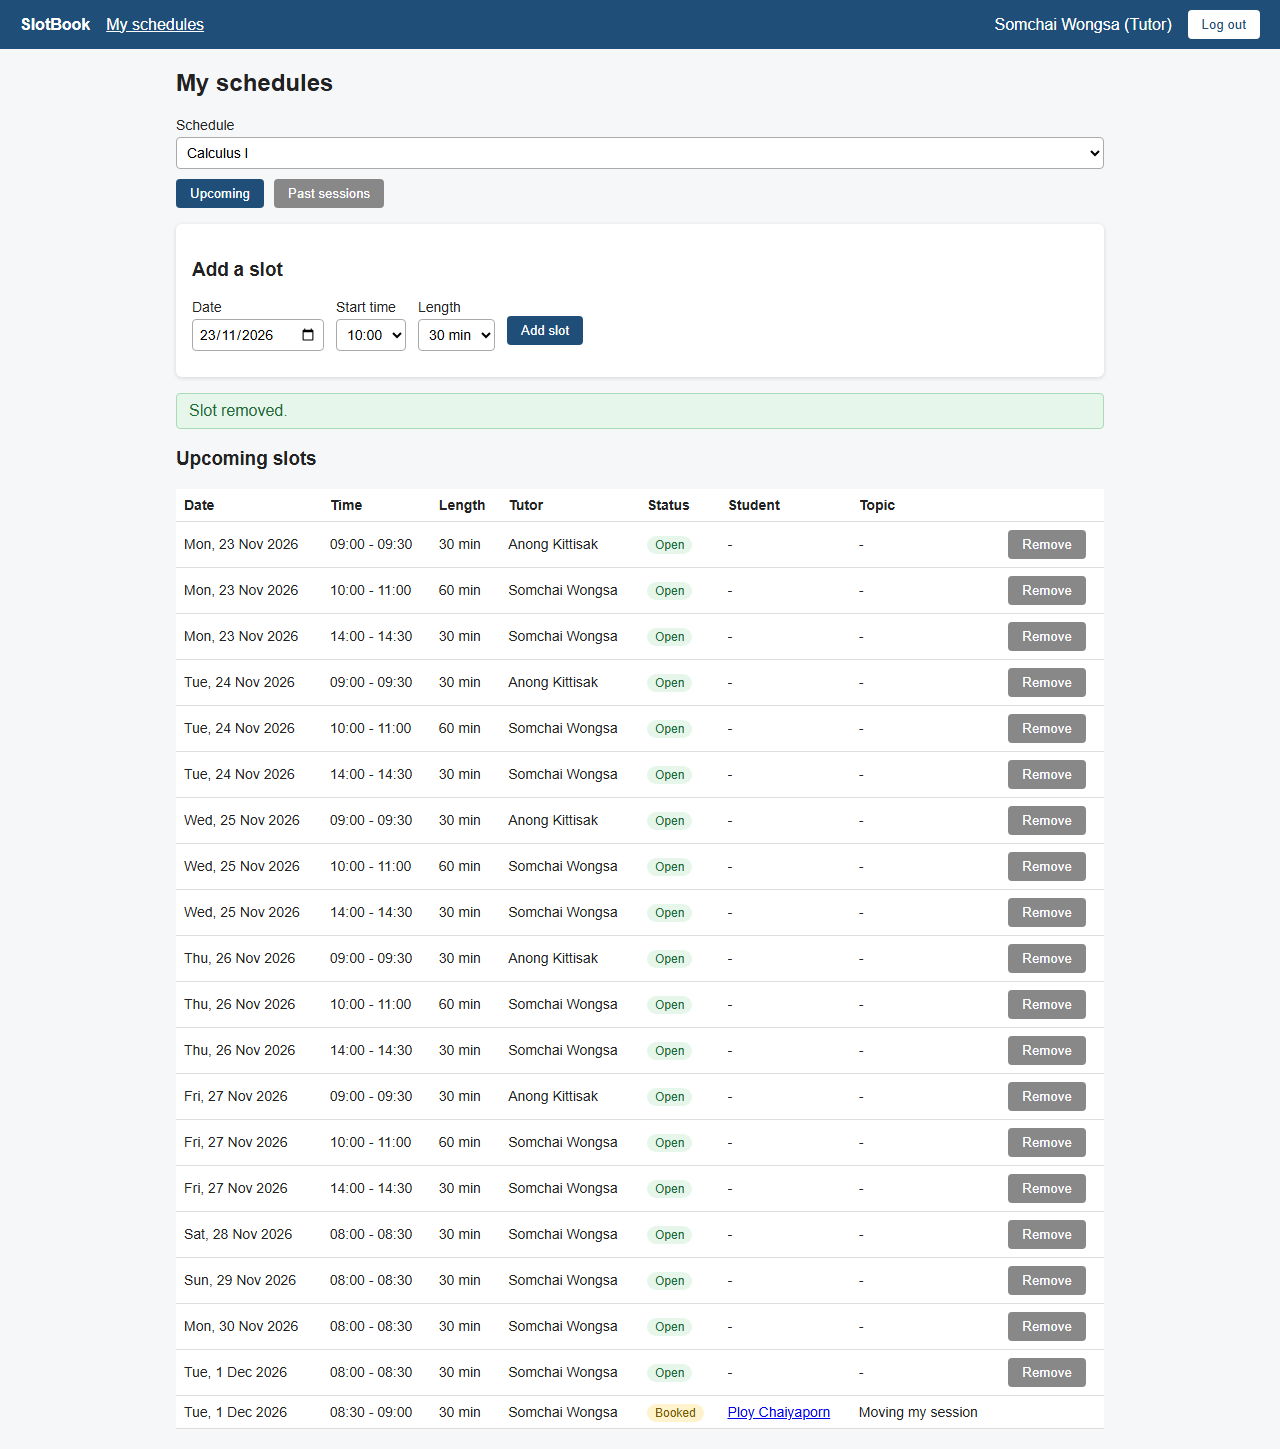 SlotBook My schedules Somchai Wongsa (Tutor) Log out
My schedules
Schedule
Calculus I
Upcoming Past sessions
Add a slot
Date Start time Length
23/11/2026 10:00 30 min Add slot
Slot removed.
Upcoming slots
Date Time Length Tutor Status Student Topic
Mon, 23 Nov 2026 09:00 - 09:30 30 min Anong Kittisak Open - - Remove
Mon, 23 Nov 2026 10:00 - 11:00 60 min Somchai Wongsa Open - - Remove
Mon, 23 Nov 2026 14:00 - 14:30 30 min Somchai Wongsa Open - - Remove
Tue, 24 Nov 2026 09:00 - 09:30 30 min Anong Kittisak Open - - Remove
Tue, 24 Nov 2026 10:00 - 11:00 60 min Somchai Wongsa Open - - Remove
Tue, 24 Nov 2026 14:00 - 14:30 30 min Somchai Wongsa Open - - Remove
Wed, 25 Nov 2026 09:00 - 09:30 30 min Anong Kittisak Open - - Remove
Wed, 25 Nov 2026 10:00 - 11:00 60 min Somchai Wongsa Open - - Remove
Wed, 25 Nov 2026 14:00 - 14:30 30 min Somchai Wongsa Open - - Remove
Thu, 26 Nov 2026 09:00 - 09:30 30 min Anong Kittisak Open - - Remove
Thu, 26 Nov 2026 10:00 - 11:00 60 min Somchai Wongsa Open - - Remove
Thu, 26 Nov 2026 14:00 - 14:30 30 min Somchai Wongsa Open - - Remove
Fri, 27 Nov 2026 09:00 - 09:30 30 min Anong Kittisak Open - - Remove
Fri, 27 Nov 2026 10:00 - 11:00 60 min Somchai Wongsa Open - - Remove
Fri, 27 Nov 2026 14:00 - 14:30 30 min Somchai Wongsa Open - - Remove
Sat, 28 Nov 2026 08:00 - 08:30 30 min Somchai Wongsa Open - - Remove
Sun, 29 Nov 2026 08:00 - 08:30 30 min Somchai Wongsa Open - - Remove
Mon, 30 Nov 2026 08:00 - 08:30 30 min Somchai Wongsa Open - - Remove
Tue, 1 Dec 2026 08:00 - 08:30 30 min Somchai Wongsa Open - - Remove
Tue, 1 Dec 2026 08:30 - 09:00 30 min Somchai Wongsa Booked Ploy Chaiyaporn Moving my session